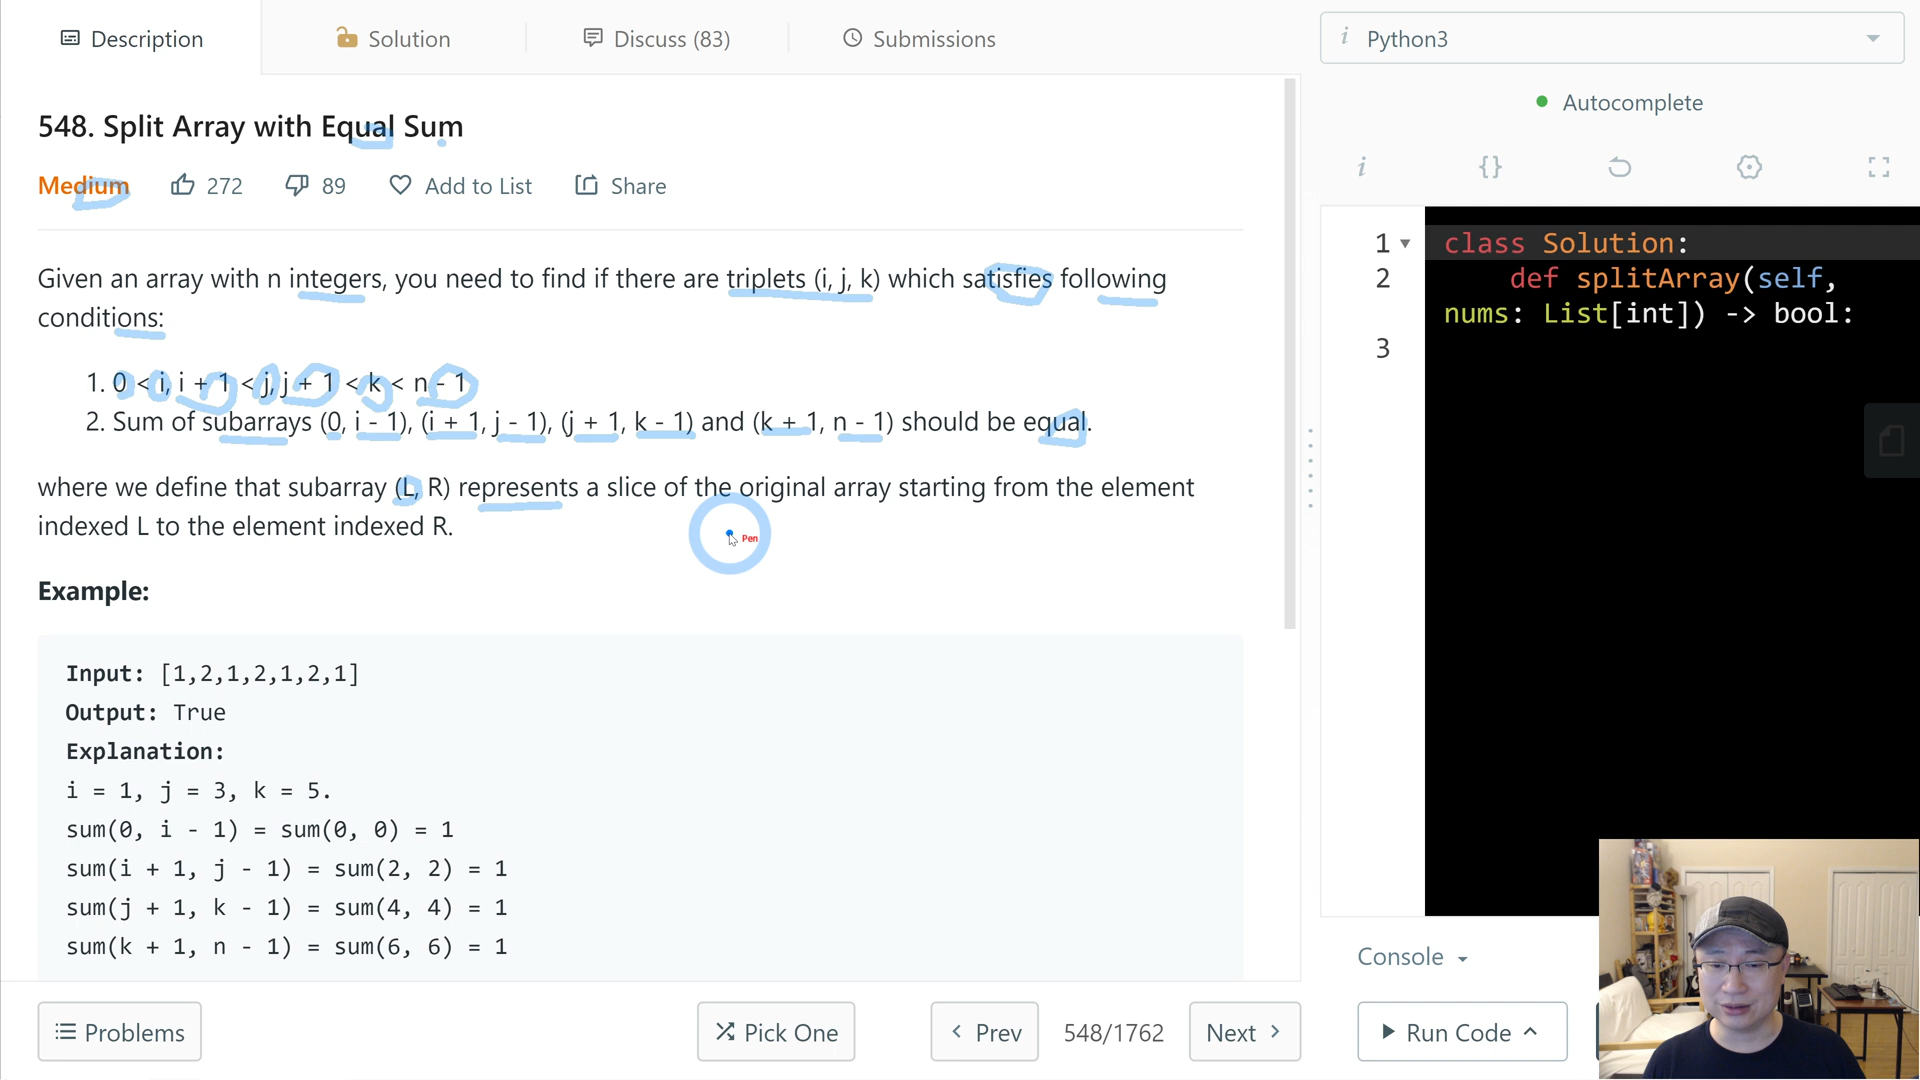 Description
Solution
Discuss (83)
Submissions
i Python3
Autocomplete
548. Split Array with Equal Sum
Medium 272 89 Add to List Share
i {}
Given an array with n integers, you need to find if there are triplets (i, j, k) which satisfies following
conditions:
1. 0 < i, i + 1 < j, j + 1 < k < n - 1
2. Sum of subarrays (0, i - 1), (i + 1, j - 1), (j + 1, k - 1) and (k + 1, n - 1) should be equal.
where we define that subarray (L, R) represents a slice of the original array starting from the element
indexed L to the element indexed R.
Pen
Example:
Input: [1,2,1,2,1,2,1]
Output: True
Explanation:
i = 1, j = 3, k = 5.
sum(0, i - 1) = sum(0, 0) = 1
sum(i + 1, j - 1) = sum(2, 2) = 1
sum(j + 1, k - 1) = sum(4, 4) = 1
sum(k + 1, n - 1) = sum(6, 6) = 1
1 class Solution:
2 def splitArray(self,
nums: List[int]) -> bool:
3
Console
Problems
Pick One
Prev
548/1762
Next
Run Code